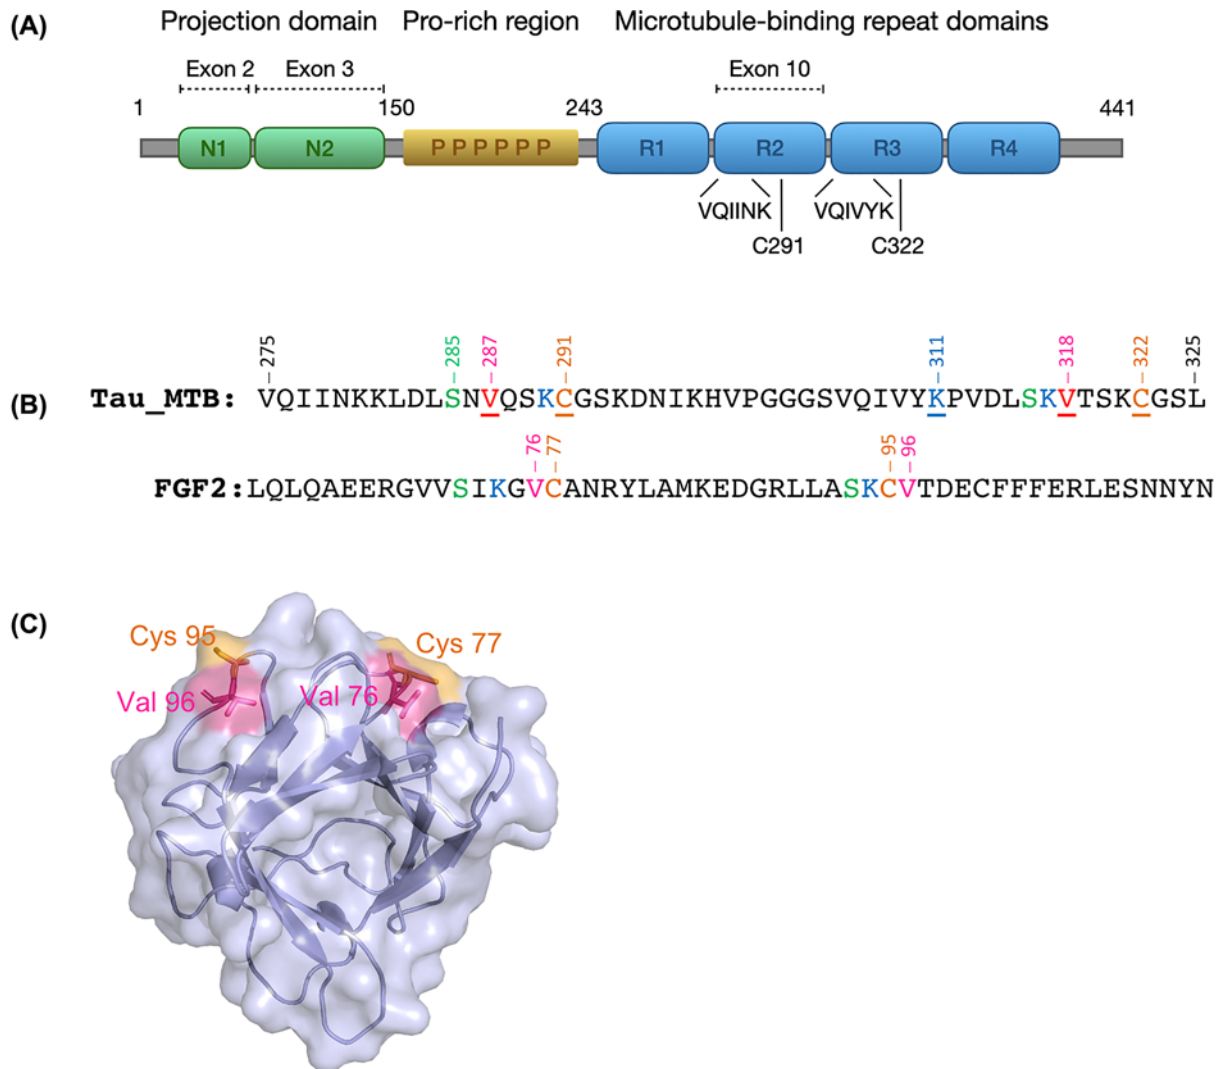 (A)
Projection domain Pro-rich region Microtubule-binding repeat domains
Exon 2 Exon 3 Exon 10
1 150 243 441
N1 N2 P P P P P P R1 R2 R3 R4
VQIINK VQIVYK
C291 C322
(B)
275 285 287 291 311 318 322 325
Tau_MTB: VQIINKKLDLSNVQSKCGSKDNIKHVPGGGSVQIVYKPVDLSKVTSKCGSL
76 77 95 96
FGF2:LQLQAEERGVVSIKGVCANRYLAMKEDGRLLASKCVTDECFFFERLESNNYN
(C)
Cys 95 Cys 77
Val 96 Val 76